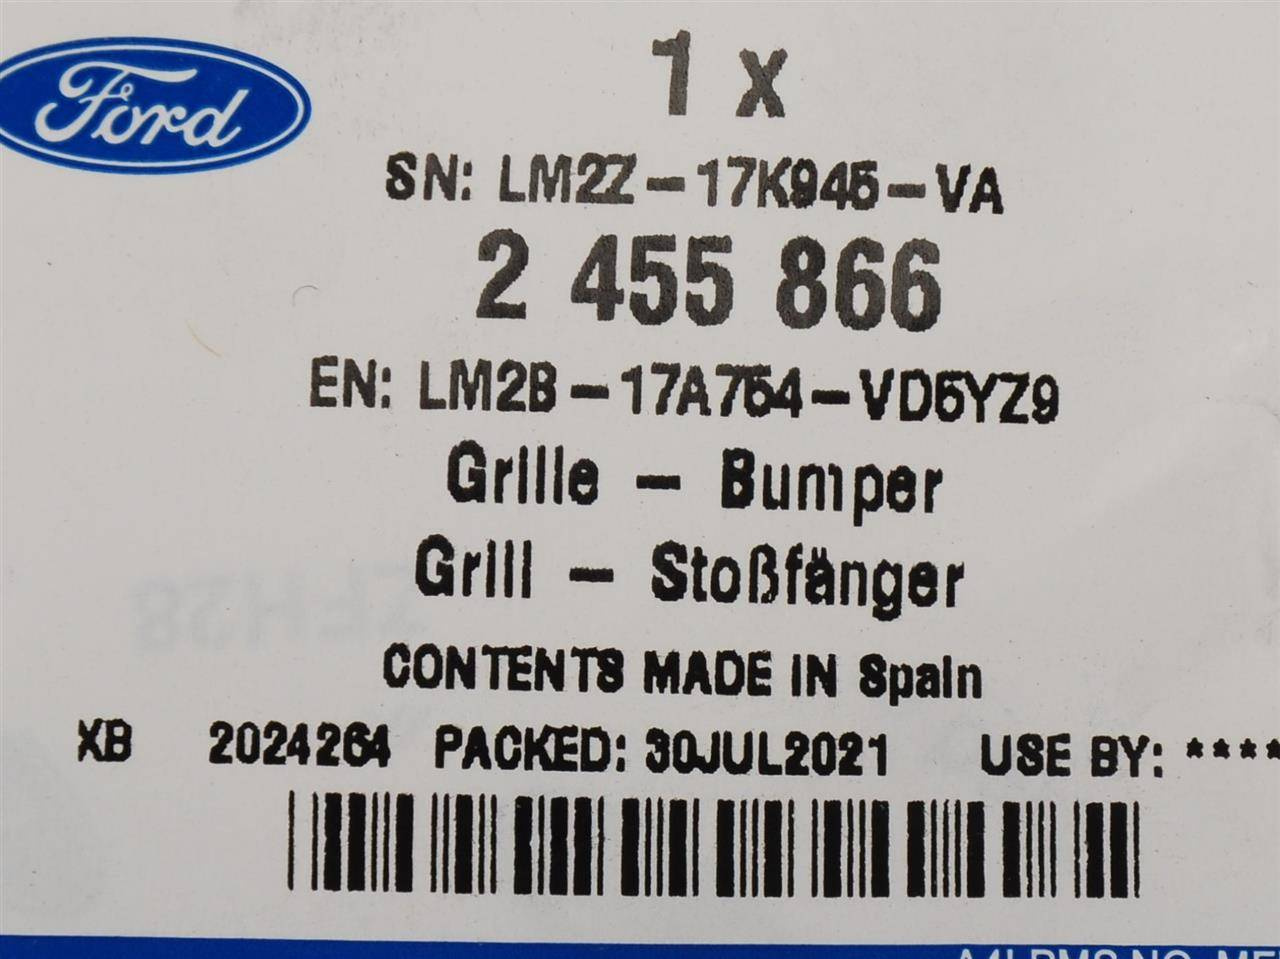 Ford
1 x
SN: LM2Z-17K945-VA
2 455 866
EN: LM2B-17A754-VD5YZ9
Grille - Bumper
Grill - Stoßfänger
CONTENTS MADE IN Spain
XB 2024264 PACKED: 30JUL2021 USE BY: ****